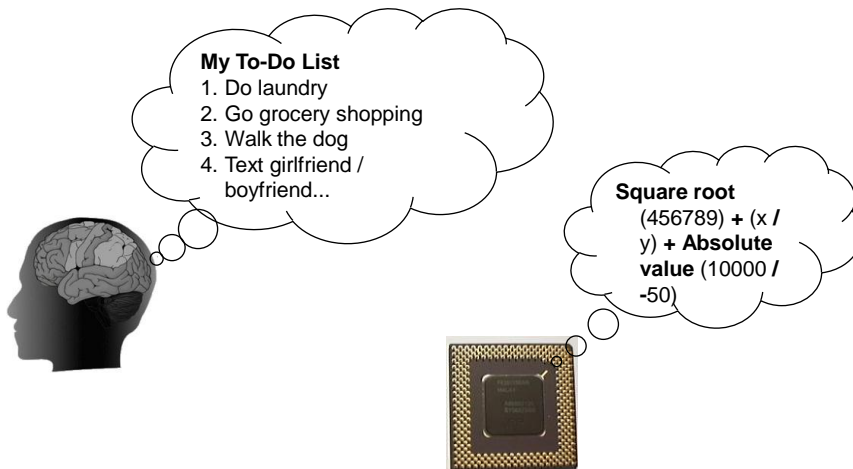 My To-Do List
1. Do laundry
2. Go grocery shopping
3. Walk the dog
4. Text girlfriend /
boyfriend...
Square root
(456789) + (x /
y) + Absolute
value (10000 /
-50)